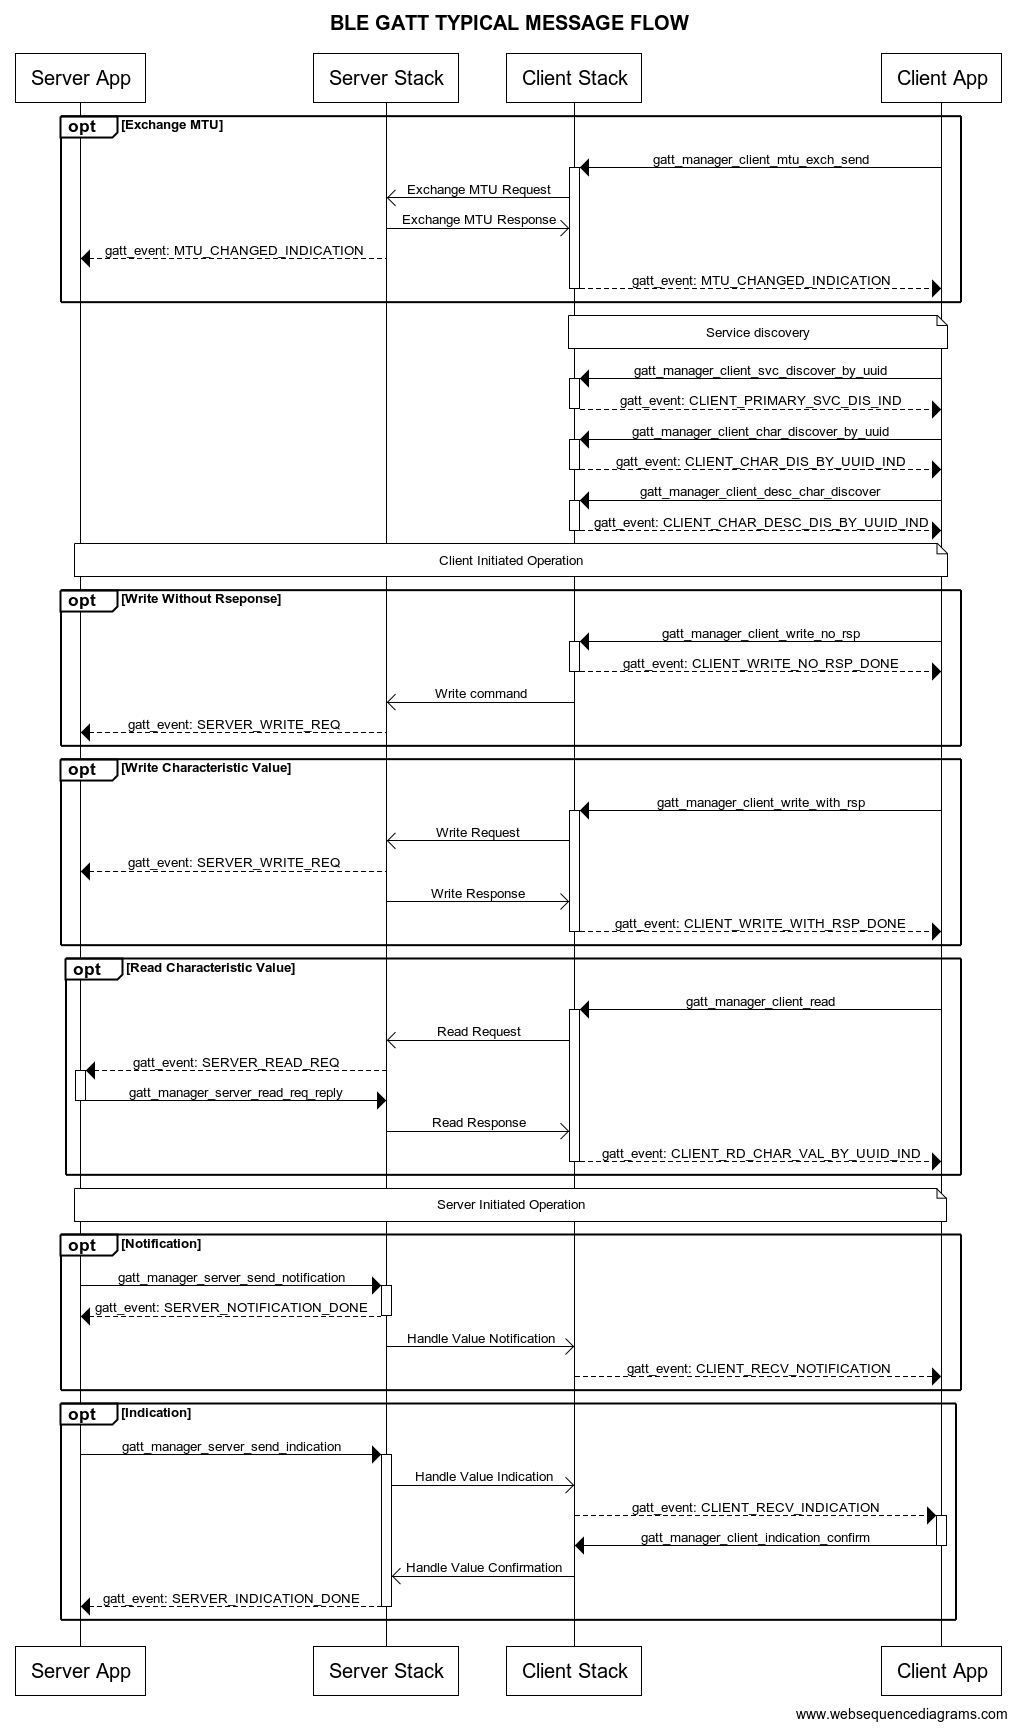 BLE GATT TYPICAL MESSAGE FLOW
Server App
Server Stack
Client Stack
Client App
opt [Exchange MTU]
gatt_manager_client_mtu_exch_send
Exchange MTU Request
Exchange MTU Response
gatt_event: MTU_CHANGED_INDICATION
gatt_event: MTU_CHANGED_INDICATION
Service discovery
gatt_manager_client_svc_discover_by_uuid
gatt_event: CLIENT_PRIMARY_SVC_DIS_IND
gatt_manager_client_char_discover_by_uuid
gatt_event: CLIENT_CHAR_DIS_BY_UUID_IND
gatt_manager_client_desc_char_discover
gatt_event: CLIENT_CHAR_DESC_DIS_BY_UUID_IND
Client Initiated Operation
opt [Write Without Rseponse]
gatt_manager_client_write_no_rsp
gatt_event: CLIENT_WRITE_NO_RSP_DONE
Write command
gatt_event: SERVER_WRITE_REQ
opt [Write Characteristic Value]
gatt_manager_client_write_with_rsp
Write Request
gatt_event: SERVER_WRITE_REQ
Write Response
gatt_event: CLIENT_WRITE_WITH_RSP_DONE
opt [Read Characteristic Value]
gatt_manager_client_read
Read Request
gatt_event: SERVER_READ_REQ
gatt_manager_server_read_req_reply
Read Response
gatt_event: CLIENT_RD_CHAR_VAL_BY_UUID_IND
Server Initiated Operation
opt [Notification]
gatt_manager_server_send_notification
gatt_event: SERVER_NOTIFICATION_DONE
Handle Value Notification
gatt_event: CLIENT_RECV_NOTIFICATION
opt [Indication]
gatt_manager_server_send_indication
Handle Value Indication
gatt_event: CLIENT_RECV_INDICATION
gatt_manager_client_indication_confirm
Handle Value Confirmation
gatt_event: SERVER_INDICATION_DONE
Server App
Server Stack
Client Stack
Client App
www.websequencediagrams.com